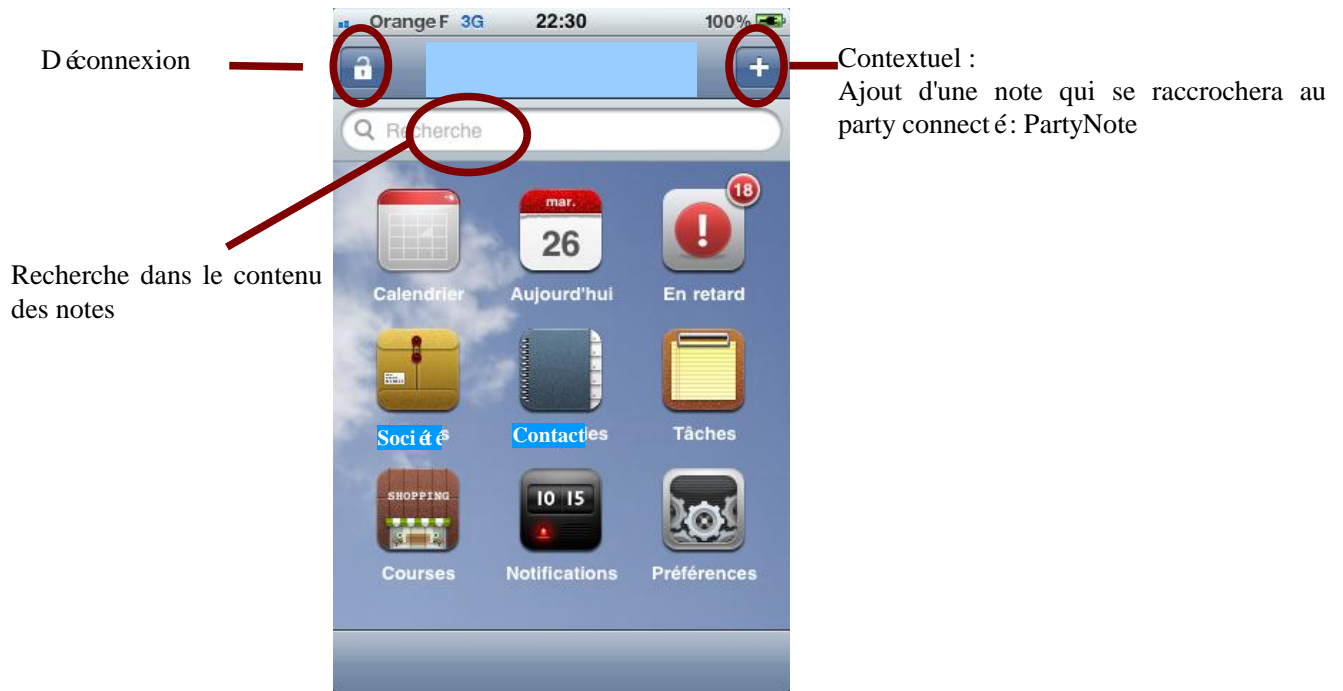 Orange F 3G 22:30 100%
Déconnexion
Contextuel :
Ajout d'une note qui se raccrochera au
party connecté: PartyNote
Recherche
18
mar.
26
Calendrier Aujourd'hui En retard
Recherche dans le contenu
des notes
Société Contact Tâches
SHOPPING
10 15
Courses Notifications Préférences